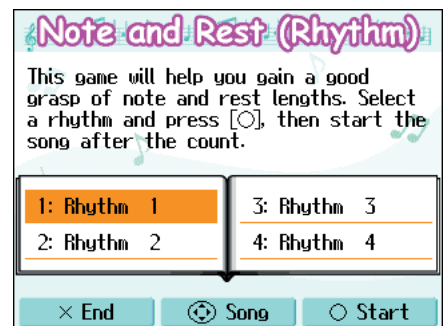 Note and Rest (Rhythm)
This game will help you gain a good
grasp of note and rest lengths. Select
a rhythm and press [○], then start the
song after the count.
1: Rhythm 1
2: Rhythm 2
3: Rhythm 3
4: Rhythm 4
× End
Song
○ Start